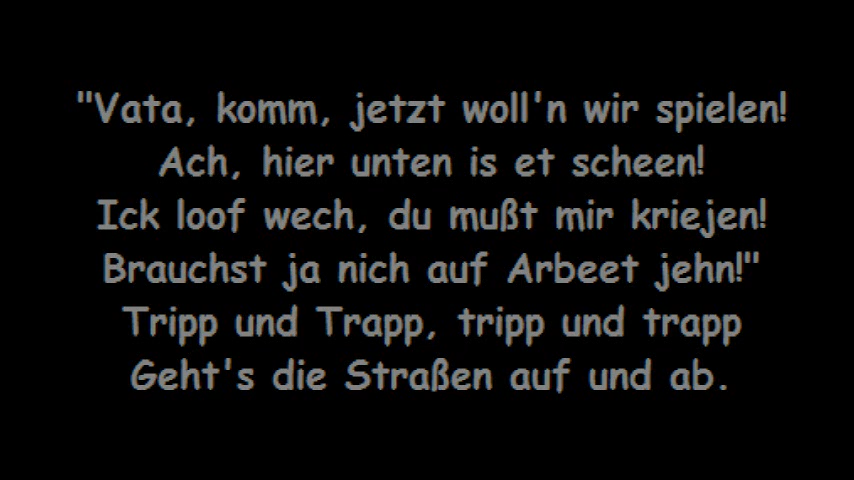 "Vata, komm, jetzt woll'n wir spielen!
Ach, hier unten is et scheen!
Ick loof wech, du mußt mir kriejen!
Brauchst ja nich auf Arbeet jehn!"
Tripp und Trapp, tripp und trapp
Geht's die Straßen auf und ab.